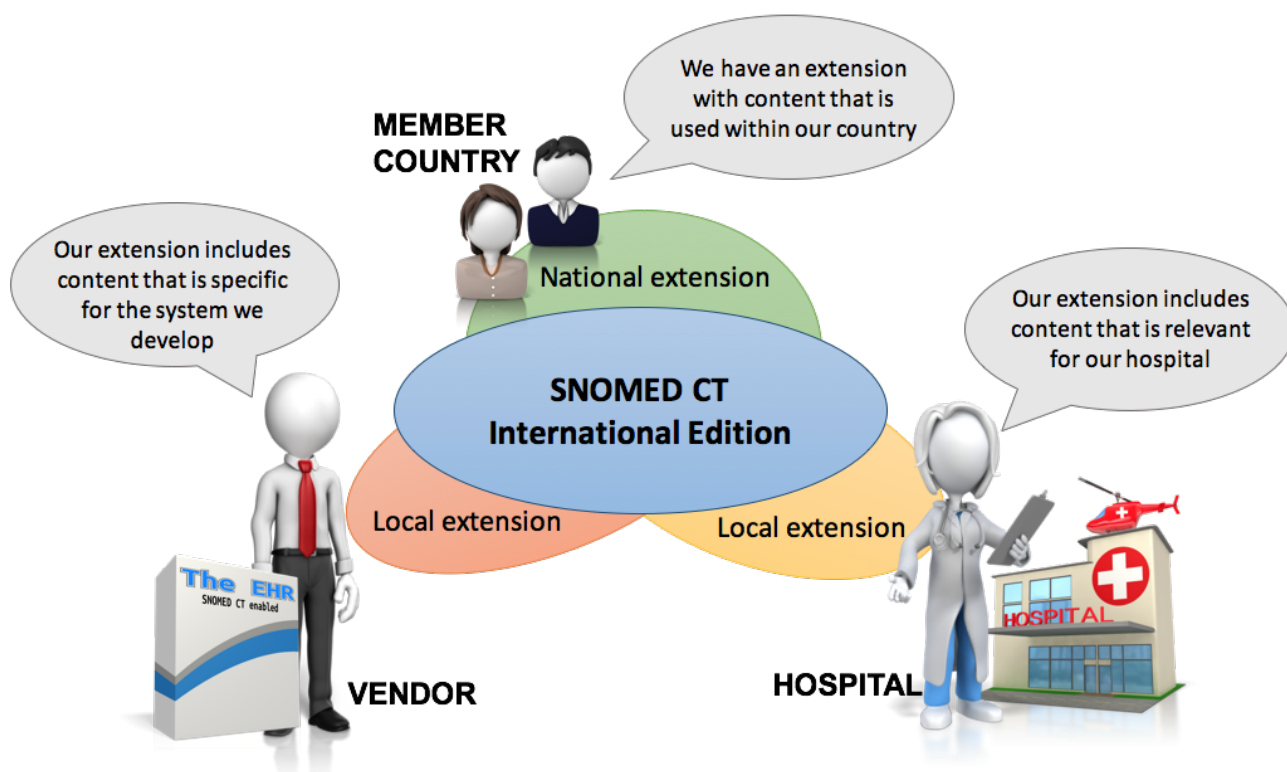 We have an extension
with content that is
used within our country
MEMBER
COUNTRY
Our extension includes
content that is specific
for the system we
develop
National extension
Our extension includes
content that is relevant
for our hospital
SNOMED CT
International Edition
Local extension
Local extension
The EHR
SNOMED CT enabled
HOSPITAL
VENDOR
HOSPITAL